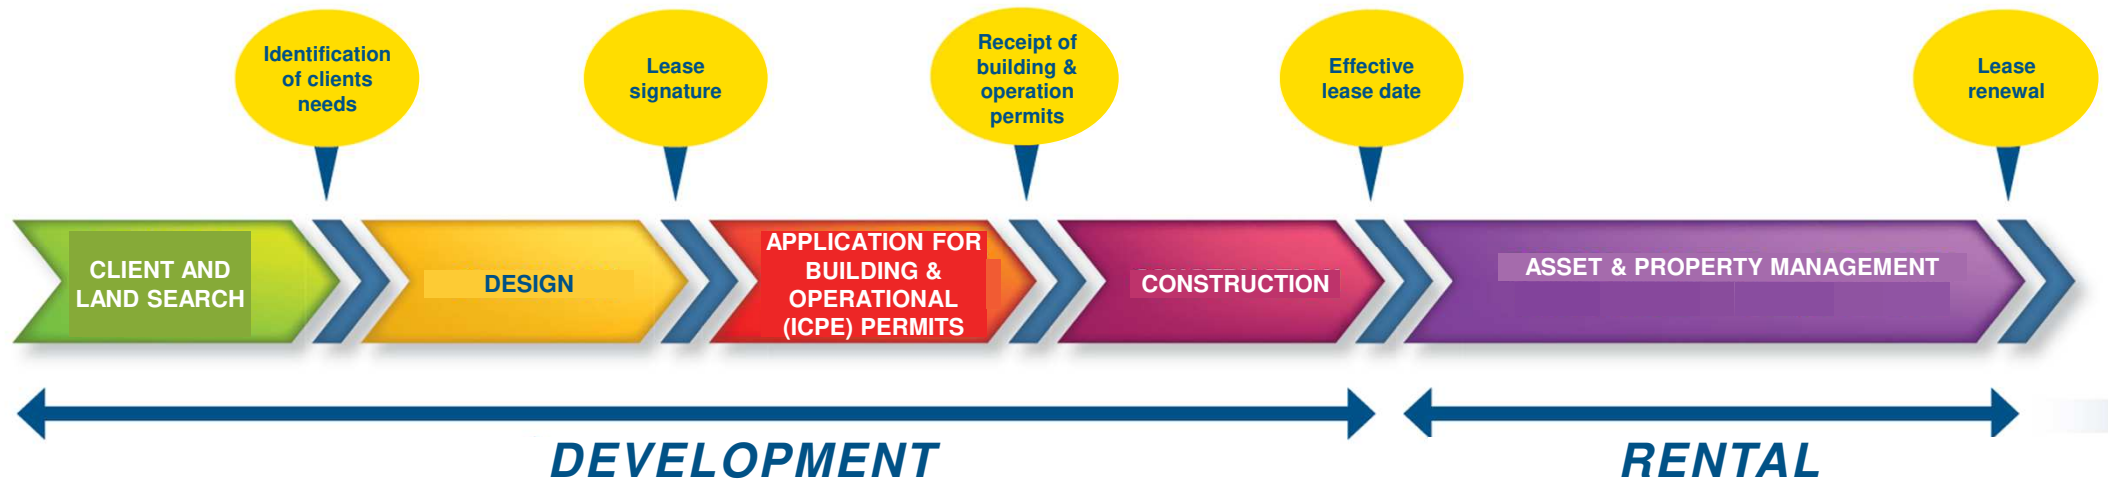 Identification
of clients
needs
Lease
signature
Receipt of
building &
operation
permits
Effective
lease date
Lease
renewal
CLIENT AND
LAND SEARCH
DESIGN
APPLICATION FOR
BUILDING &
OPERATIONAL
(ICPE) PERMITS
CONSTRUCTION
ASSET & PROPERTY MANAGEMENT
DEVELOPMENT
RENTAL